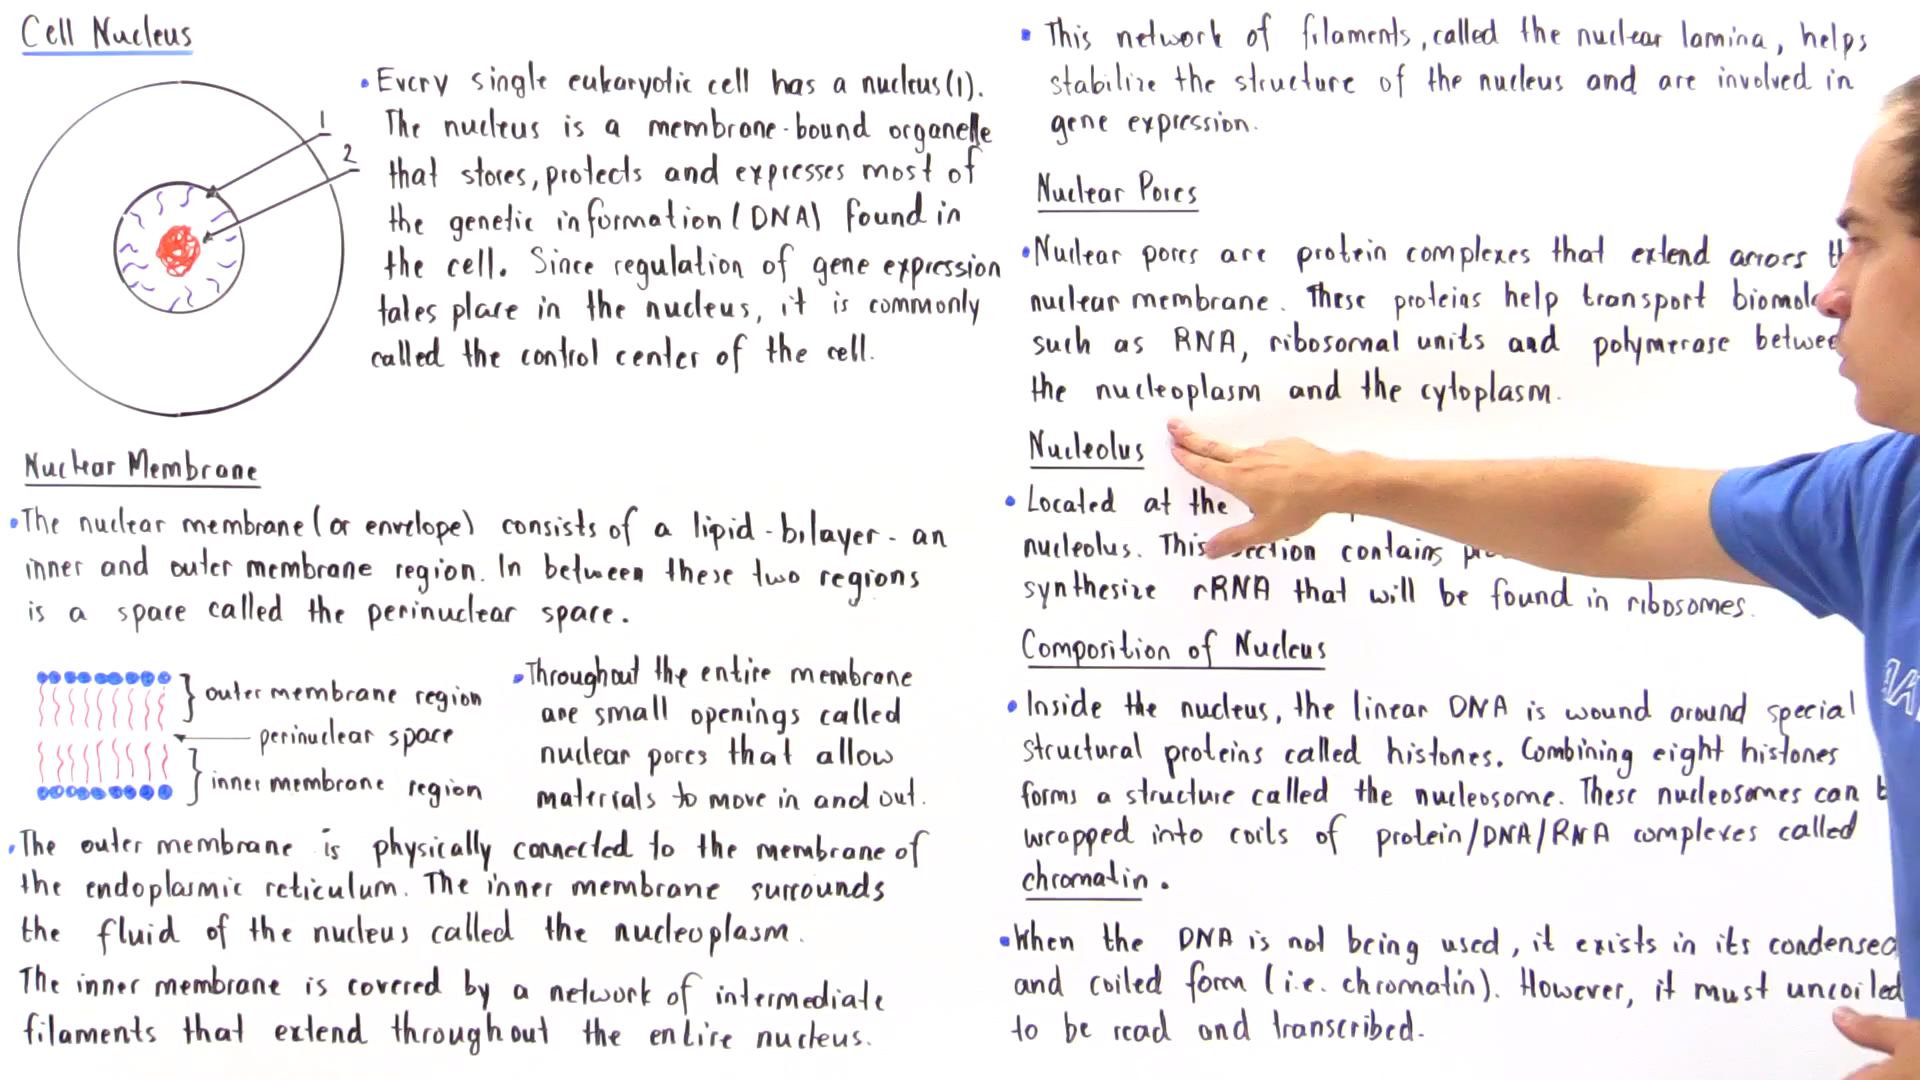 Cell Nucleus
1
2
• Every single eukaryotic cell has a nucleus (1).
The nucleus is a membrane-bound organelle
that stores, protects and expresses most of
the genetic information (DNA) found in
the cell. Since regulation of gene expression
takes place in the nucleus, it is commonly
called the control center of the cell.
Nuclear Membrane
• The nuclear membrane (or envelope) consists of a lipid-bilayer - an
inner and outer membrane region. In between these two regions
is a space called the perinuclear space.
outer membrane region
perinuclear space
inner membrane region
• Throughout the entire membrane
are small openings called
nuclear pores that allow
materials to move in and out.
• The outer membrane is physically connected to the membrane of
the endoplasmic reticulum. The inner membrane surrounds
the fluid of the nucleus called the nucleoplasm.
The inner membrane is covered by a network of intermediate
filaments that extend throughout the entire nucleus.
• This network of filaments, called the nuclear lamina, helps
stabilize the structure of the nucleus and are involved in
gene expression.
Nuclear Pores
• Nuclear pores are protein complexes that extend across
nuclear membrane. These proteins help transport
such as RNA, ribosomal units and polymerase
the nucleoplasm and the cytoplasm.
Nucleolus
• Located at the
nucleolus. This contains
synthesize rRNA that will be found in ribosomes.
Composition of Nucleus
• Inside the nucleus, the linear DNA is wound around special
structural proteins called histones. Combining eight histones
forms a structure called the nucleosome. These nucleosomes can
wrapped into coils of protein/DNA/RNA complexes called
chromatin.
• When the DNA is not being used, it exists in its condensed
and coiled form (i.e. chromatin). However, it must uncoiled
to be read and transcribed.